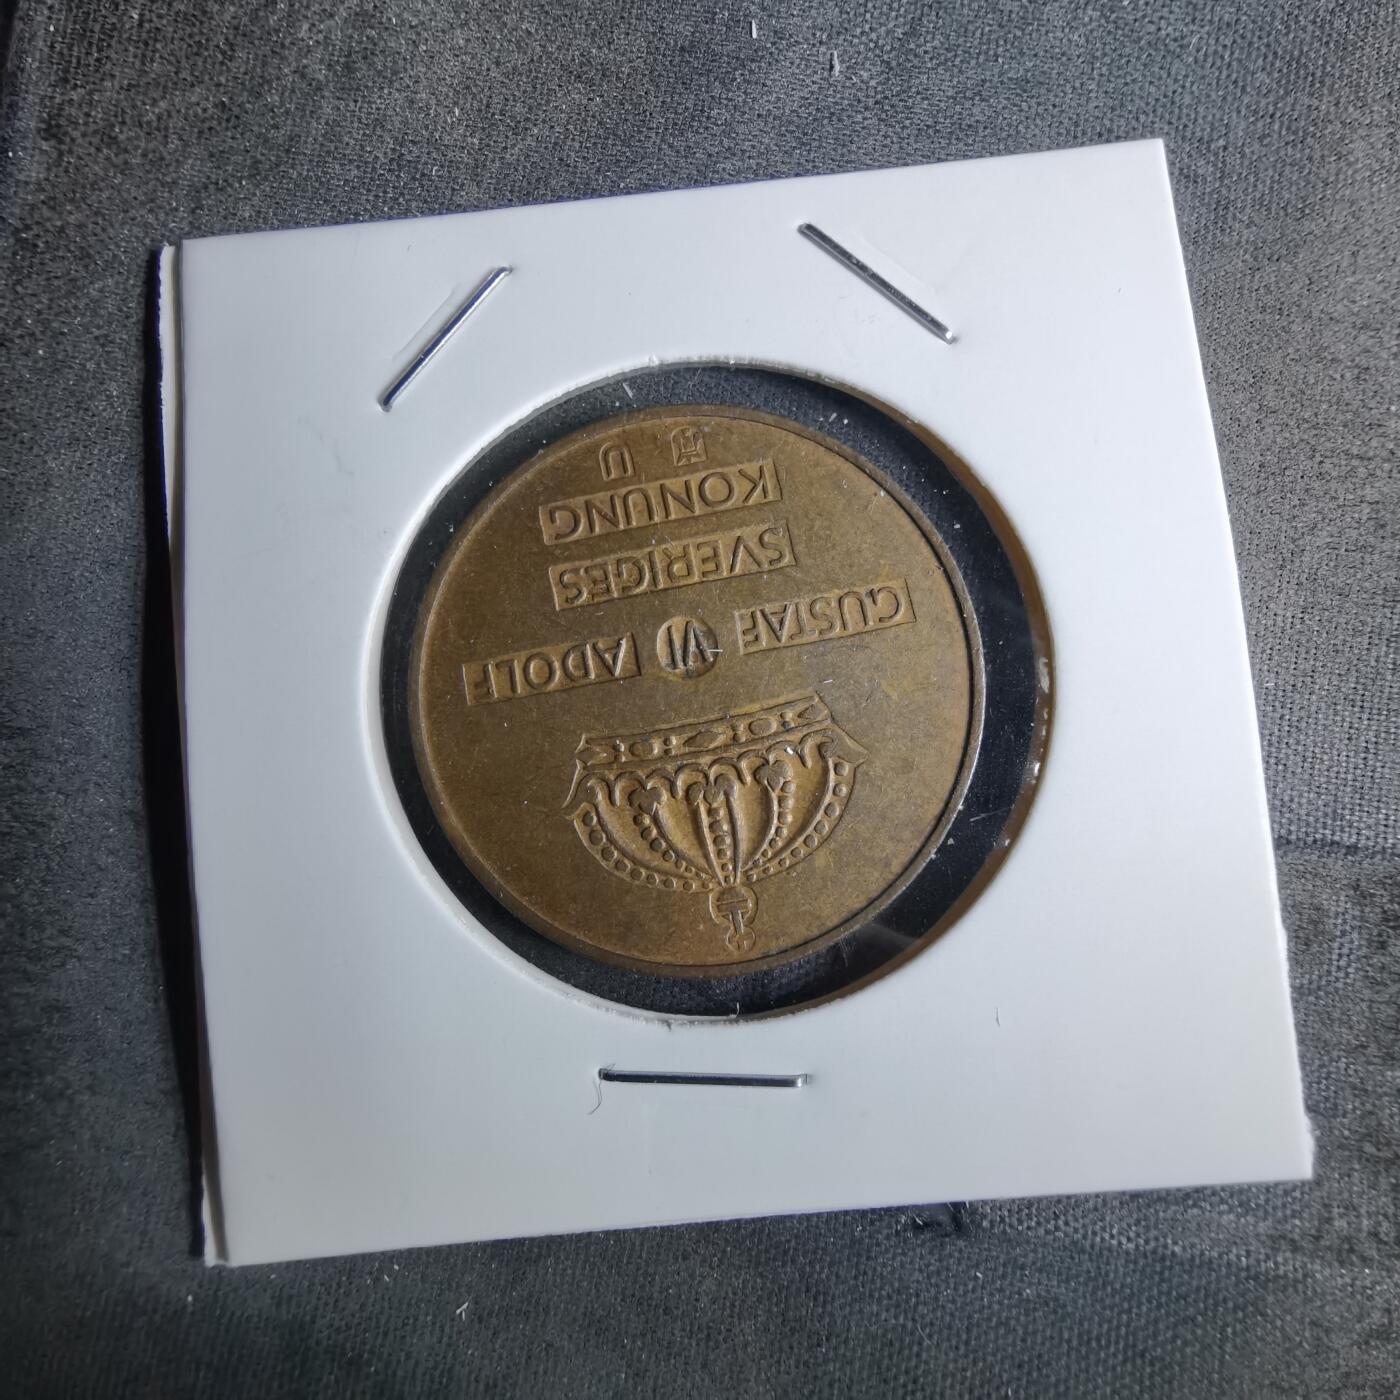 GUSTAF VI ADOLF
SVERIGES
KONUNG
U